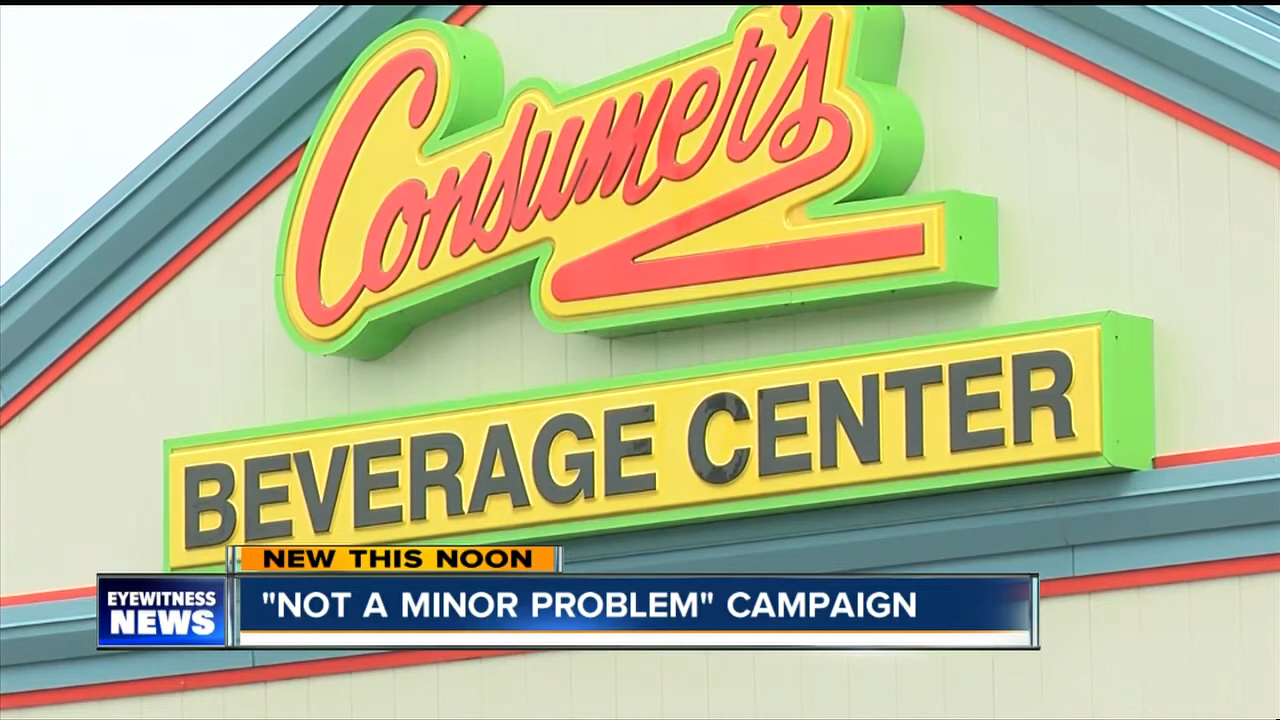 Consumer's
BEVERAGE CENTER
NEW THIS NOON
EYEWITNESS
NEWS
"NOT A MINOR PROBLEM" CAMPAIGN